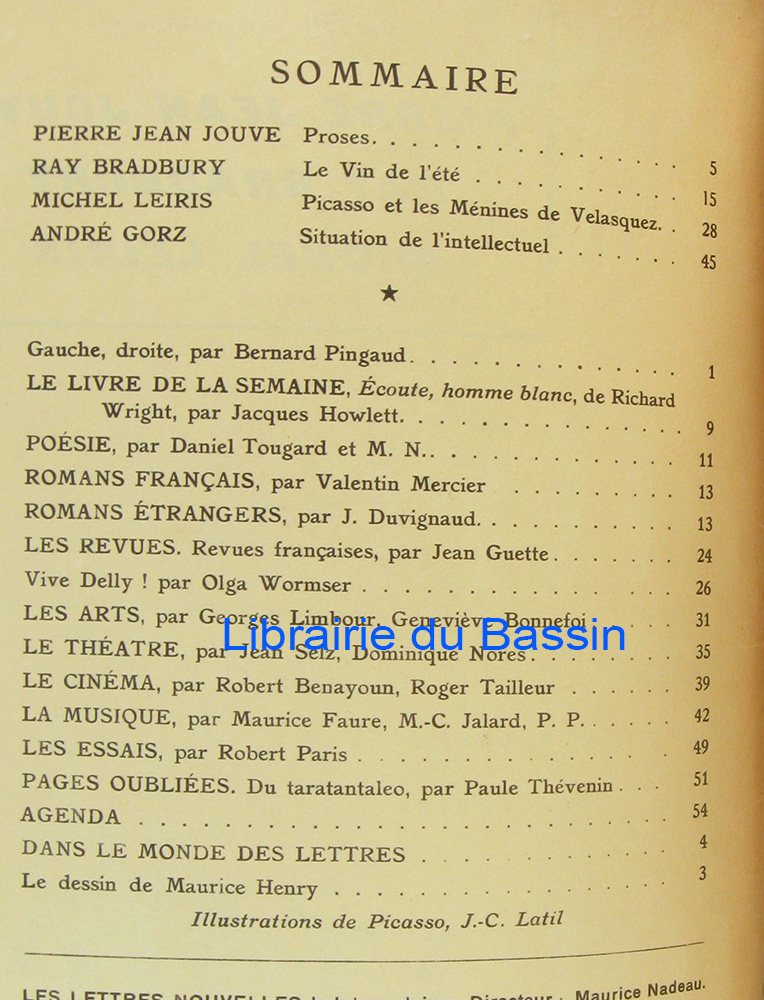 SOMMAIRE
PIERRE JEAN JOUVE Proses. . . . . . . . . . . . . . . 5
RAY BRADBURY Le Vin de l'été . . . . . . . . . . 15
MICHEL LEIRIS Picasso et les Ménines de Velasquez. . 28
ANDRÉ GORZ Situation de l'intellectuel . . . . . . . 45
★
Gauche, droite, par Bernard Pingaud. . . . . . . . . . . . 1
LE LIVRE DE LA SEMAINE, Écoute, homme blanc, de Richard
Wright, par Jacques Howlett. . . . . . . . . . . . . . 9
POÉSIE, par Daniel Tougard et M. N.. . . . . . . . . . . . 11
ROMANS FRANÇAIS, par Valentin Mercier . . . . . . . . 13
ROMANS ÉTRANGERS, par J. Duvignaud. . . . . . . . . . 13
LES REVUES. Revues françaises, par Jean Guette . . . . . . . 24
Vive Delly ! par Olga Wormser . . . . . . . . . . . . . . 26
LES ARTS, par Georges Limbour, Geneviève Bonnefoi . . . . 31
Librairie du Bassin
LE THÉATRE, par Jean Selz, Dominique Nores . . . . . . . . 35
LE CINÉMA, par Robert Benayoun, Roger Tailleur . . . . . . 39
LA MUSIQUE, par Maurice Faure, M.-C. Jalard, P. P. . . . . . 42
LES ESSAIS, par Robert Paris . . . . . . . . . . . . . . 49
PAGES OUBLIÉES. Du taratantaleo, par Paule Thévenin . . . 51
AGENDA . . . . . . . . . . . . . . . . . . . . . 54
DANS LE MONDE DES LETTRES . . . . . . . . . . . 4
Le dessin de Maurice Henry . . . . . . . . . . . . . . . 3
Illustrations de Picasso, J.-C. Latil
LES LETTRES NOUVELLES Directeur : Maurice Nadeau.